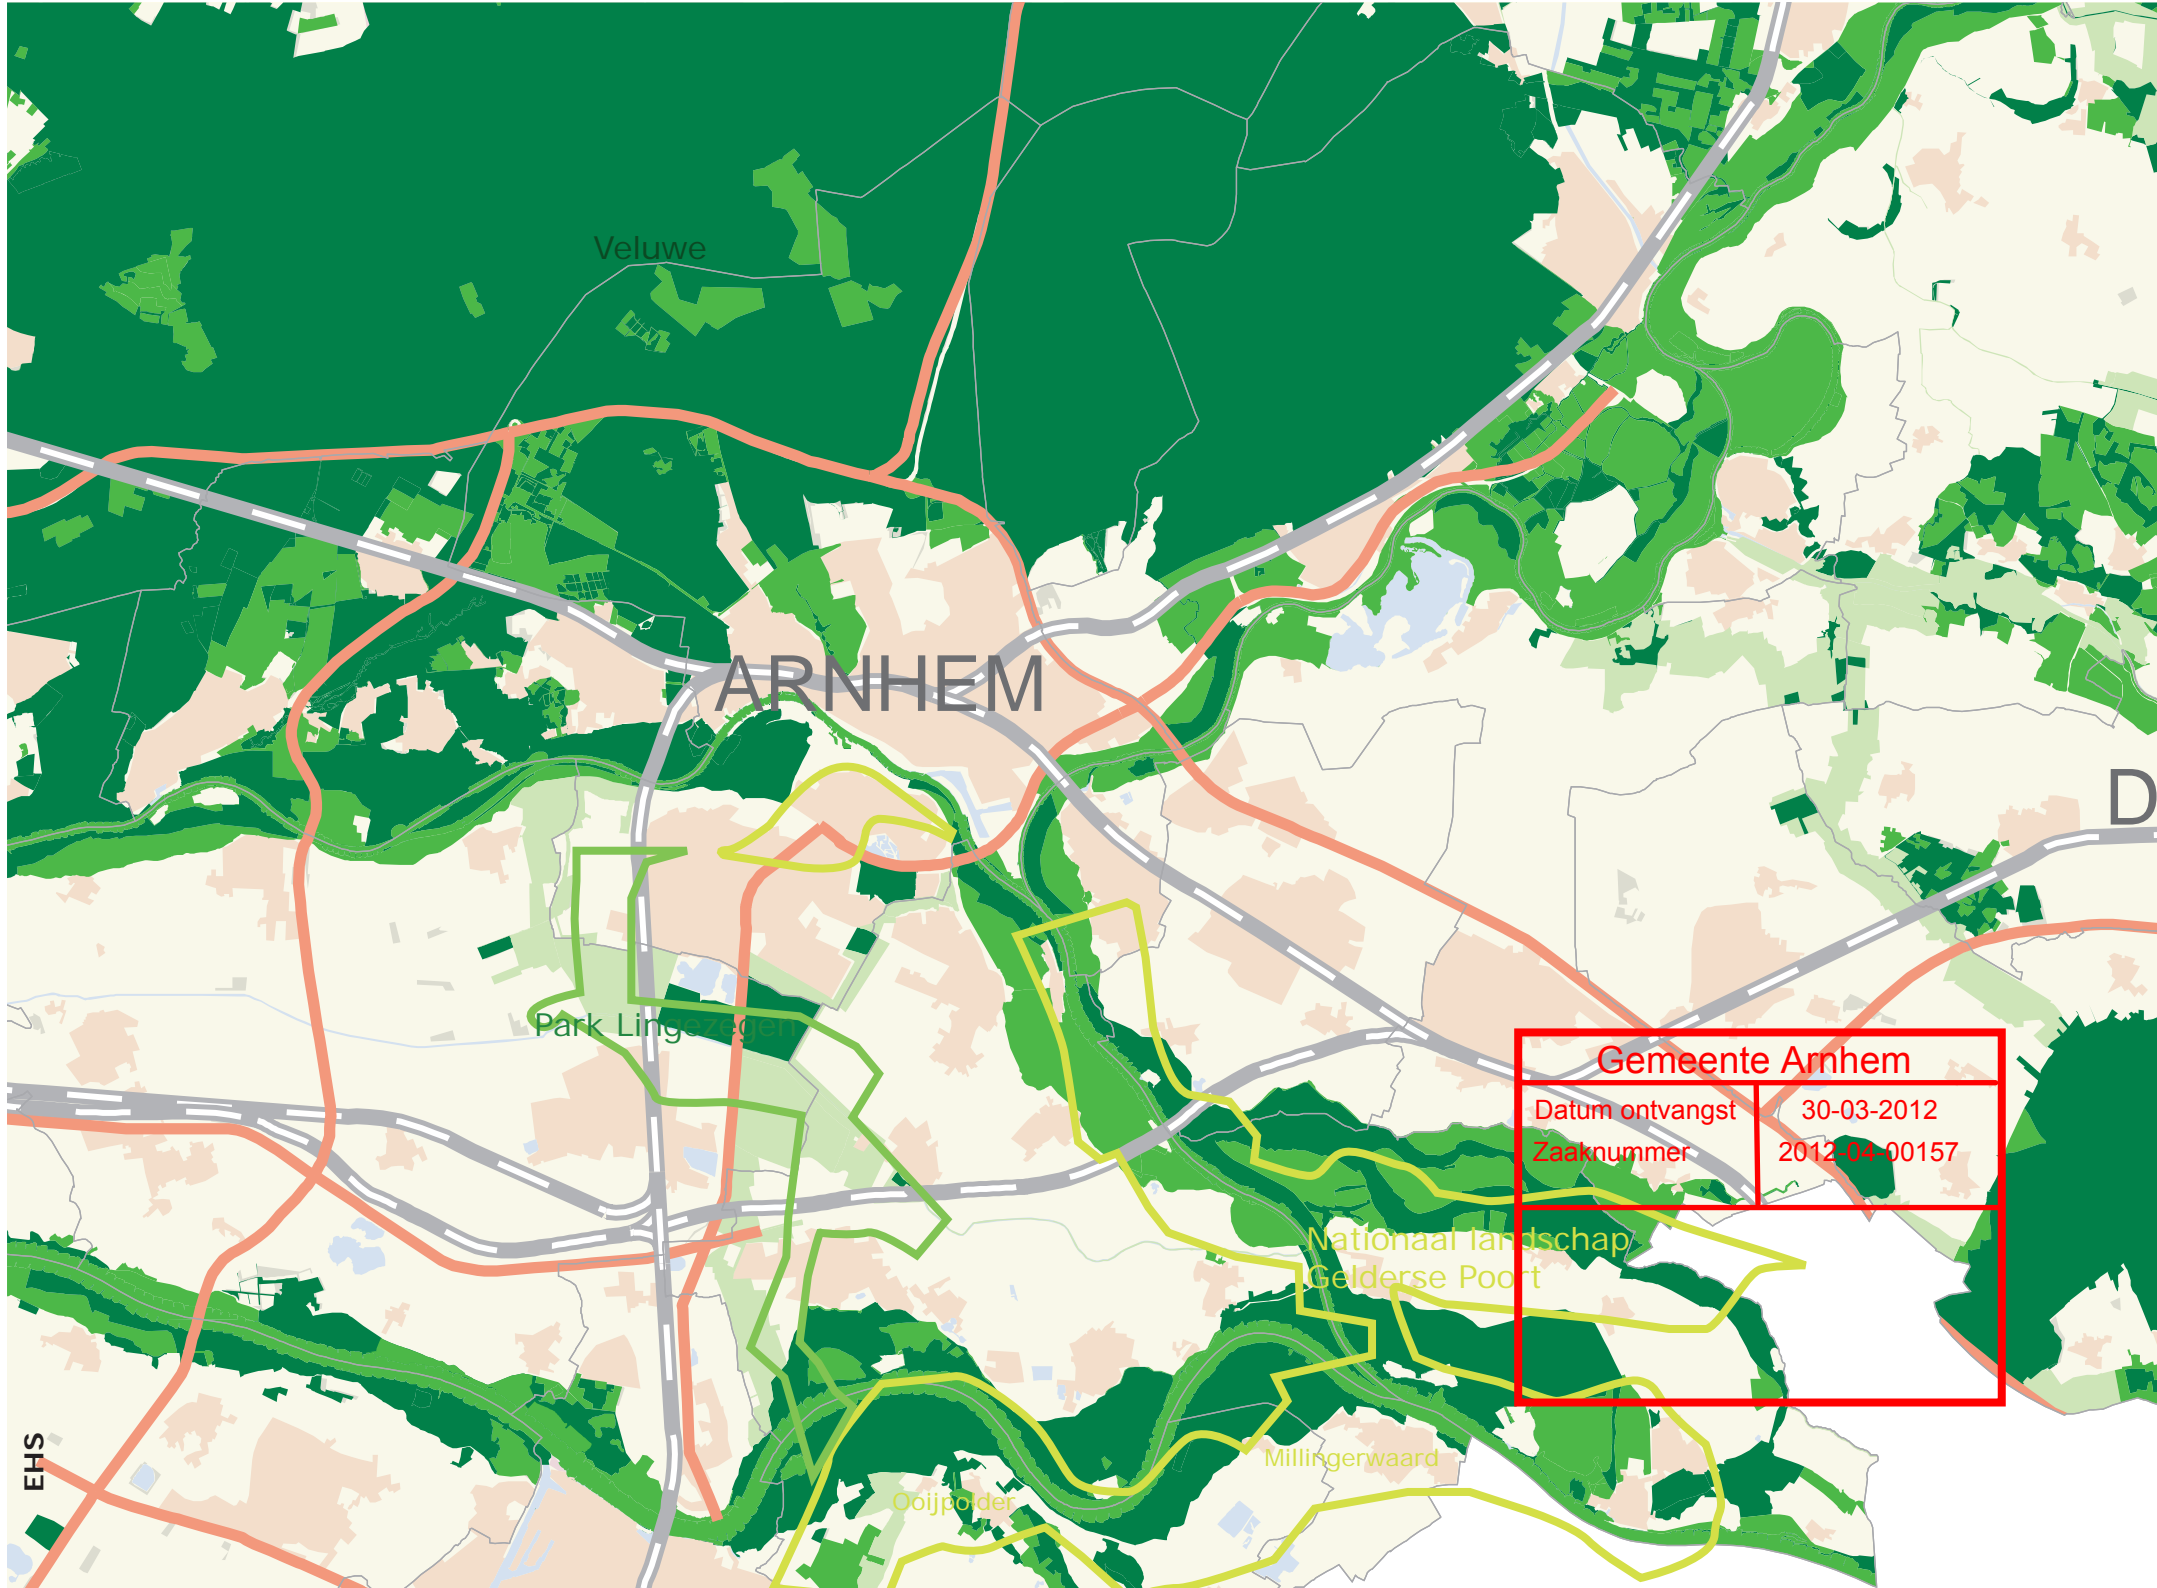 Veluwe
ARNHEM
D
Park Lingezegen
Gemeente Arnhem
Datum ontvangst 30-03-2012
Zaaknummer 2012-04-00157
Nationaal landschap
Gelderse Poort
Millingerwaard
Ooijpolder
EHS